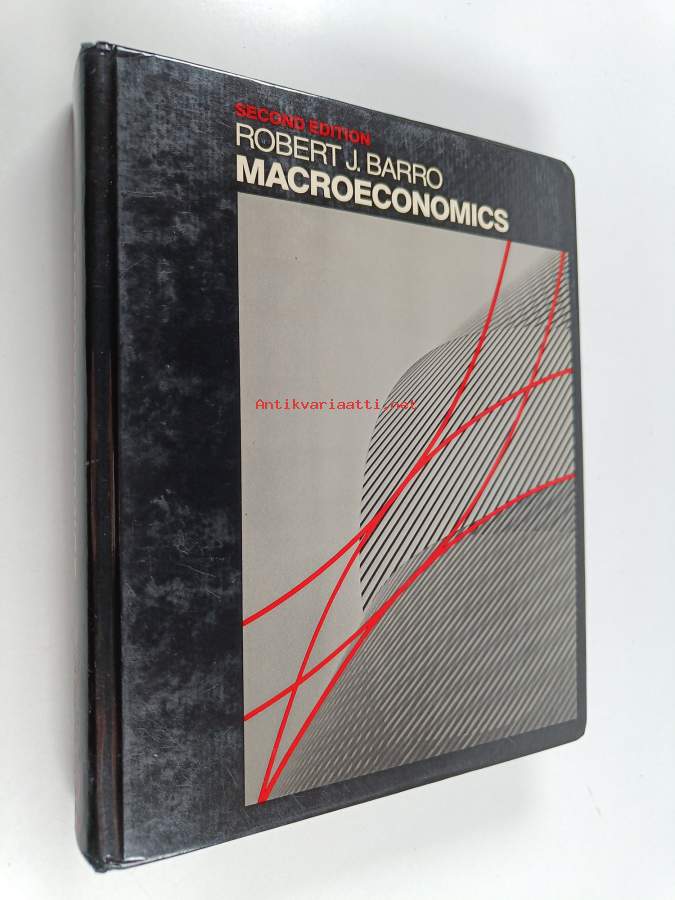 SECOND EDITION
ROBERT J. BARRO
MACROECONOMICS
Antikvariaatti.net